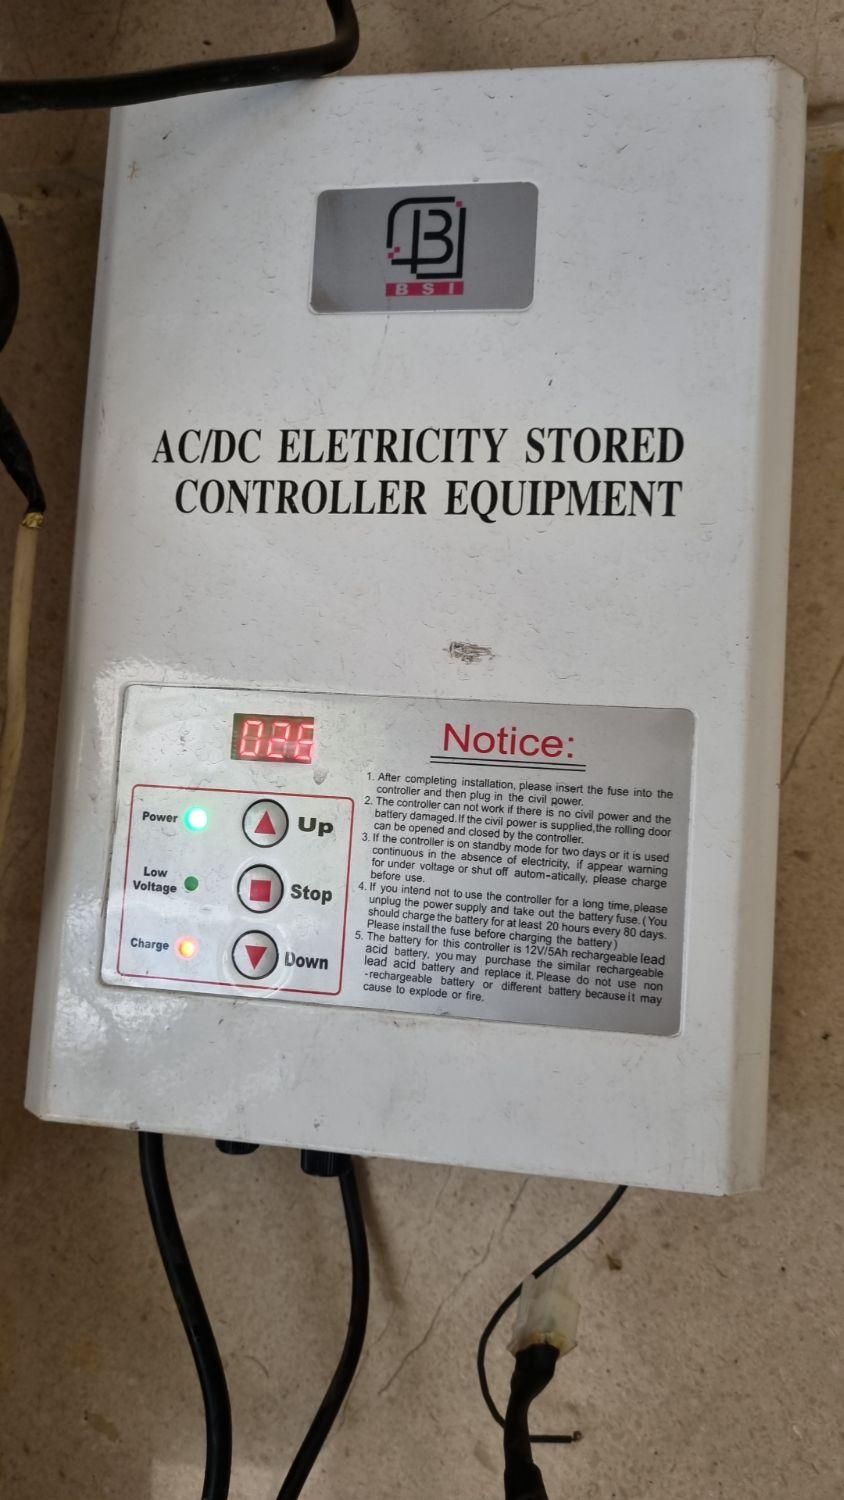 B
BSI
AC/DC ELETRICITY STORED
CONTROLLER EQUIPMENT
Notice:
1. After completing installation, please insert the fuse into the
controller and then plug in the civil power.
2. The controller can not work if there is no civil power and the
battery damaged.If the civil power is supplied,the rolling door
can be opened and closed by the controller.
3. If the controller is on standby mode for two days or it is used
continuous in the absence of electricity, if appear warning
for under voltage or shut off autom-atically, please charge
before use.
4. If you intend not to use the controller for a long time, please
unplug the power supply and take out the battery fuse.(You
should charge the battery for at least 20 hours every 80 days.
Please install the fuse before charging the battery)
5. The battery for this controller is 12V/5Ah rechargeable lead
acid battery, you may purchase the similar rechargeable
lead acid battery and replace it. Please do not use non
-rechargeable battery or different battery because it may
cause to explode or fire.
Power
Up
Low
Voltage
Stop
Charge
Down